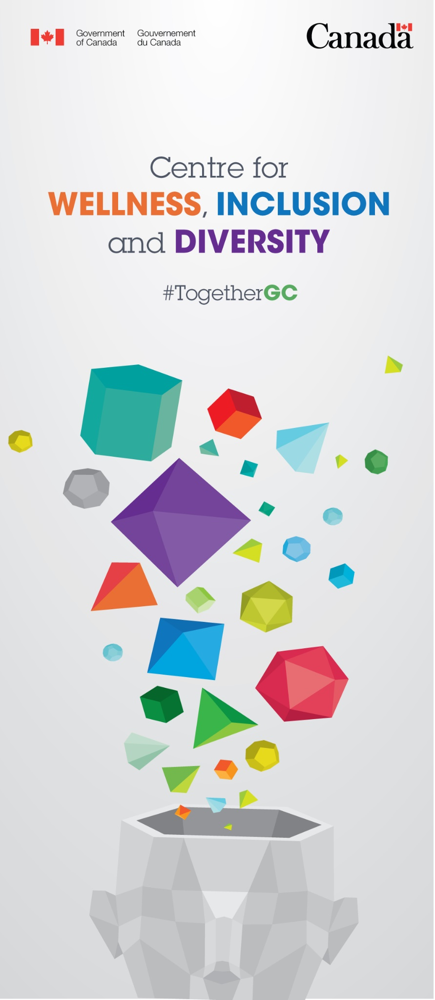 Government
of Canada
Gouvernement
du Canada
Canada
Centre for
WELLNESS, INCLUSION
and DIVERSITY
#TogetherGC